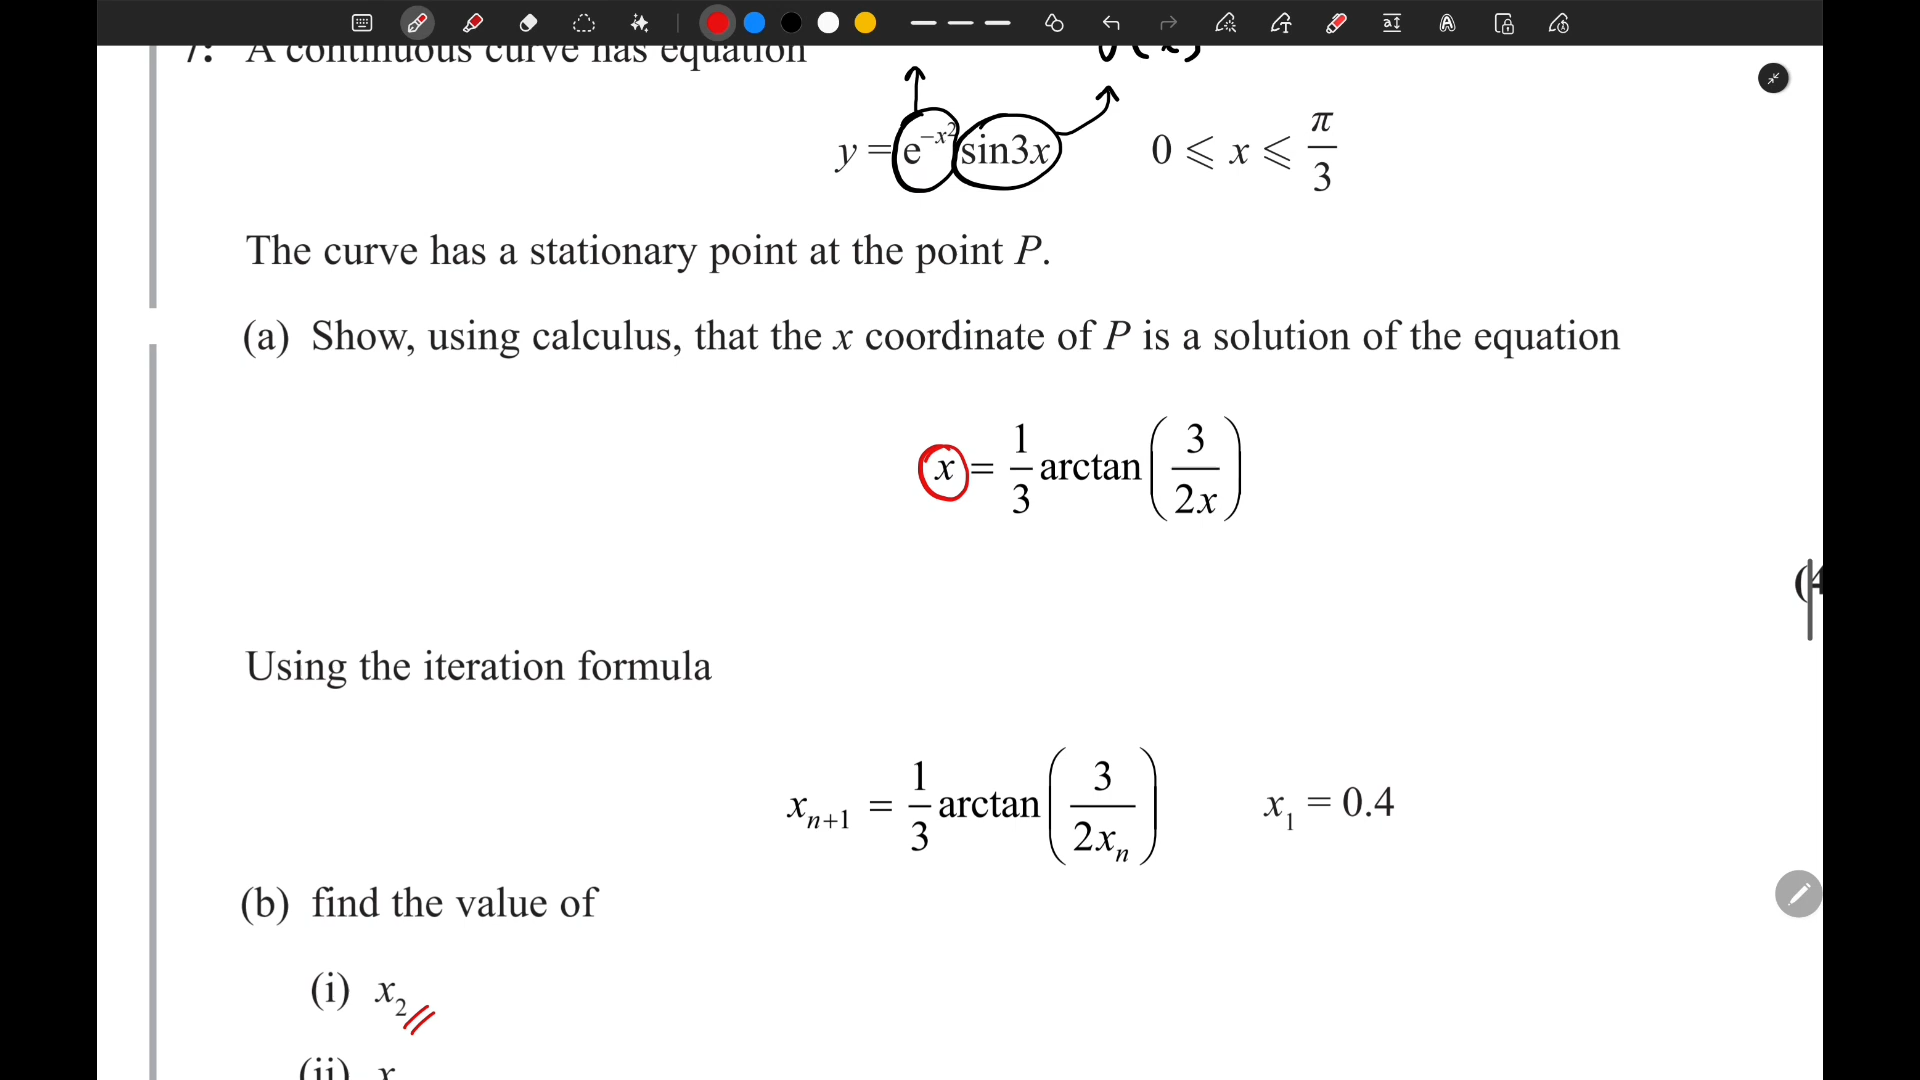 7. A continuous curve has equation
y = e^{-x^2} sin3x    0 ⩽ x ⩽ π/3
The curve has a stationary point at the point P.
(a) Show, using calculus, that the x coordinate of P is a solution of the equation
x = 1/3 arctan(3/2x)
(4
Using the iteration formula
x_{n+1} = 1/3 arctan(3/2x_n)    x_1 = 0.4
(b) find the value of
(i) x_2
(ii) x